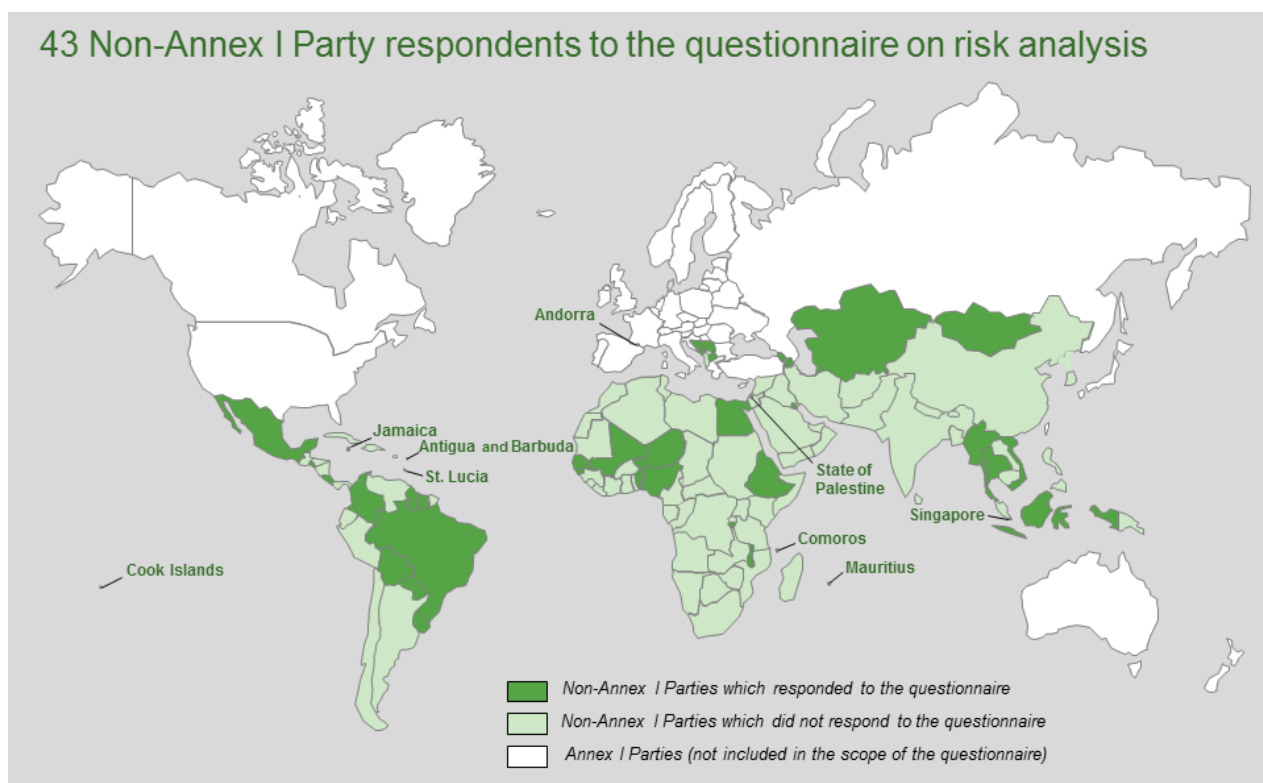 43 Non-Annex I Party respondents to the questionnaire on risk analysis
Andorra
Jamaica
Antigua and Barbuda
St. Lucia
State of
Palestine
Singapore
Comoros
Mauritius
Cook Islands
Non-Annex I Parties which responded to the questionnaire
Non-Annex I Parties which did not respond to the questionnaire
Annex I Parties (not included in the scope of the questionnaire)